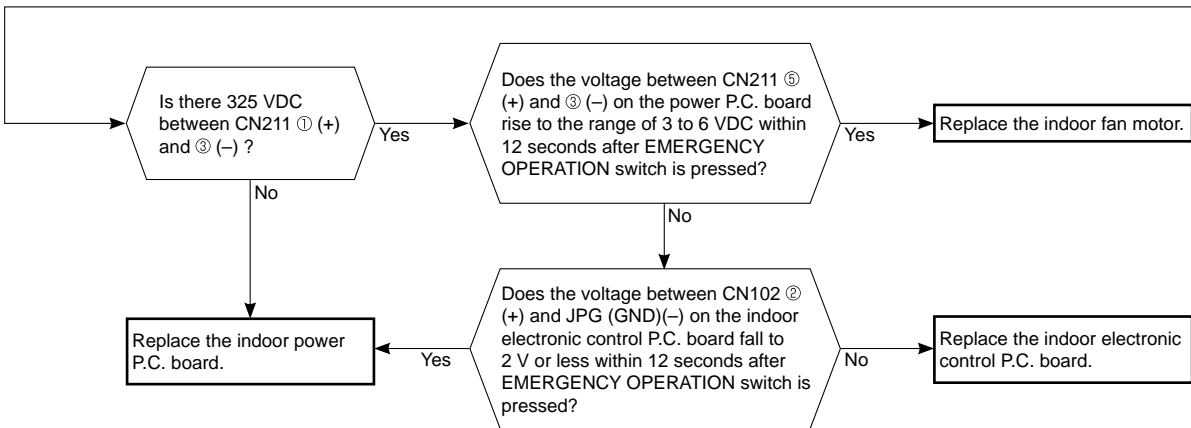 Is there 325 VDC
between CN211 ① (+)
and ③ (–) ?
Yes
No
Does the voltage between CN211 ⑤
(+) and ③ (–) on the power P.C. board
rise to the range of 3 to 6 VDC within
12 seconds after EMERGENCY
OPERATION switch is pressed?
Yes
No
Replace the indoor fan motor.
Replace the indoor power
P.C. board.
Yes
Does the voltage between CN102 ②
(+) and JPG (GND)(–) on the indoor
electronic control P.C. board fall to
2 V or less within 12 seconds after
EMERGENCY OPERATION switch is
pressed?
No
Replace the indoor electronic
control P.C. board.